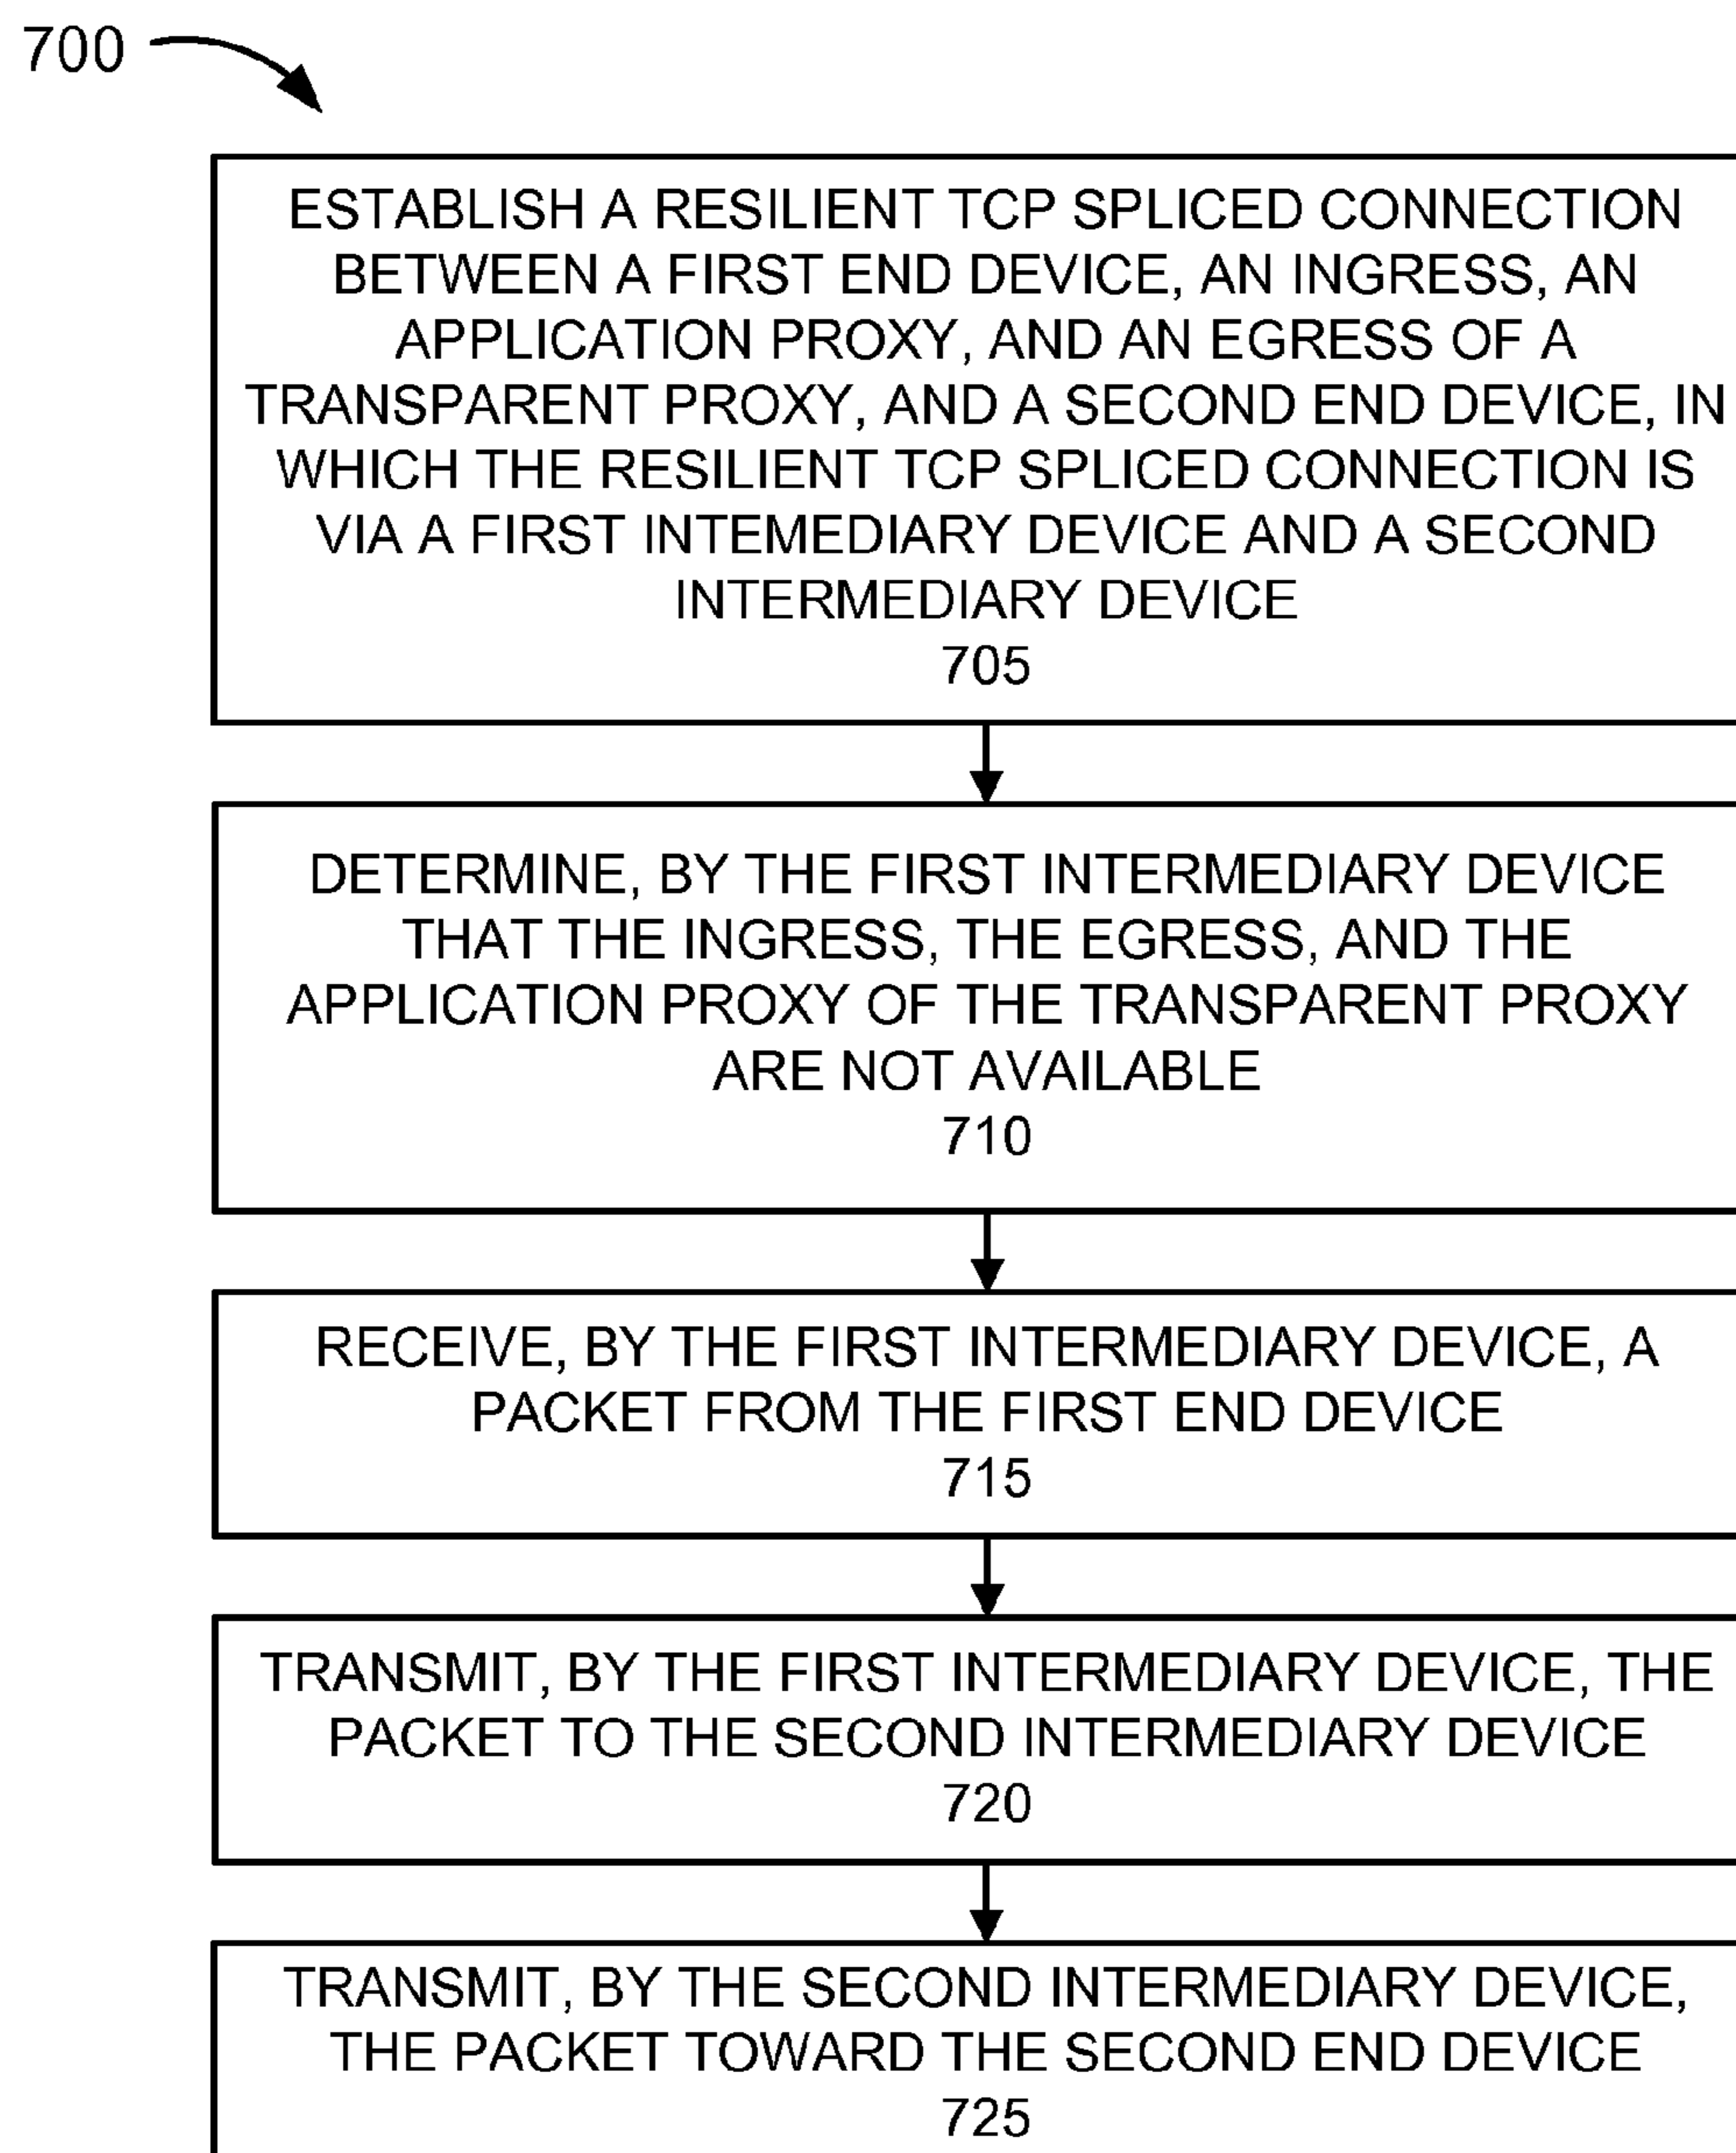 700
ESTABLISH A RESILIENT TCP SPLICED CONNECTION
BETWEEN A FIRST END DEVICE, AN INGRESS, AN
APPLICATION PROXY, AND AN EGRESS OF A
TRANSPARENT PROXY, AND A SECOND END DEVICE, IN
WHICH THE RESILIENT TCP SPLICED CONNECTION IS
VIA A FIRST INTEMEDIARY DEVICE AND A SECOND
INTERMEDIARY DEVICE
705
DETERMINE, BY THE FIRST INTERMEDIARY DEVICE
THAT THE INGRESS, THE EGRESS, AND THE
APPLICATION PROXY OF THE TRANSPARENT PROXY
ARE NOT AVAILABLE
710
RECEIVE, BY THE FIRST INTERMEDIARY DEVICE, A
PACKET FROM THE FIRST END DEVICE
715
TRANSMIT, BY THE FIRST INTERMEDIARY DEVICE, THE
PACKET TO THE SECOND INTERMEDIARY DEVICE
720
TRANSMIT, BY THE SECOND INTERMEDIARY DEVICE,
THE PACKET TOWARD THE SECOND END DEVICE
725